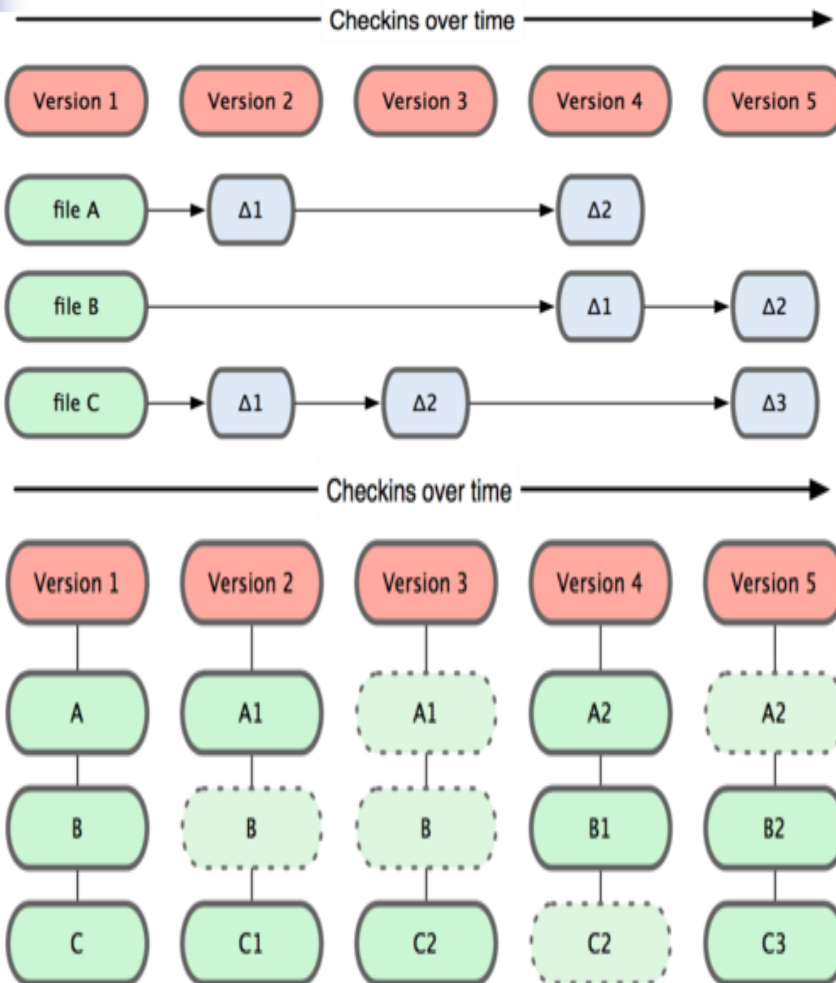 Checkins over time
Version 1 Version 2 Version 3 Version 4 Version 5
file A Δ1 Δ2
file B Δ1 Δ2
file C Δ1 Δ2 Δ3
Checkins over time
Version 1 Version 2 Version 3 Version 4 Version 5
A A1 A1 A2 A2
B B B B1 B2
C C1 C2 C2 C3